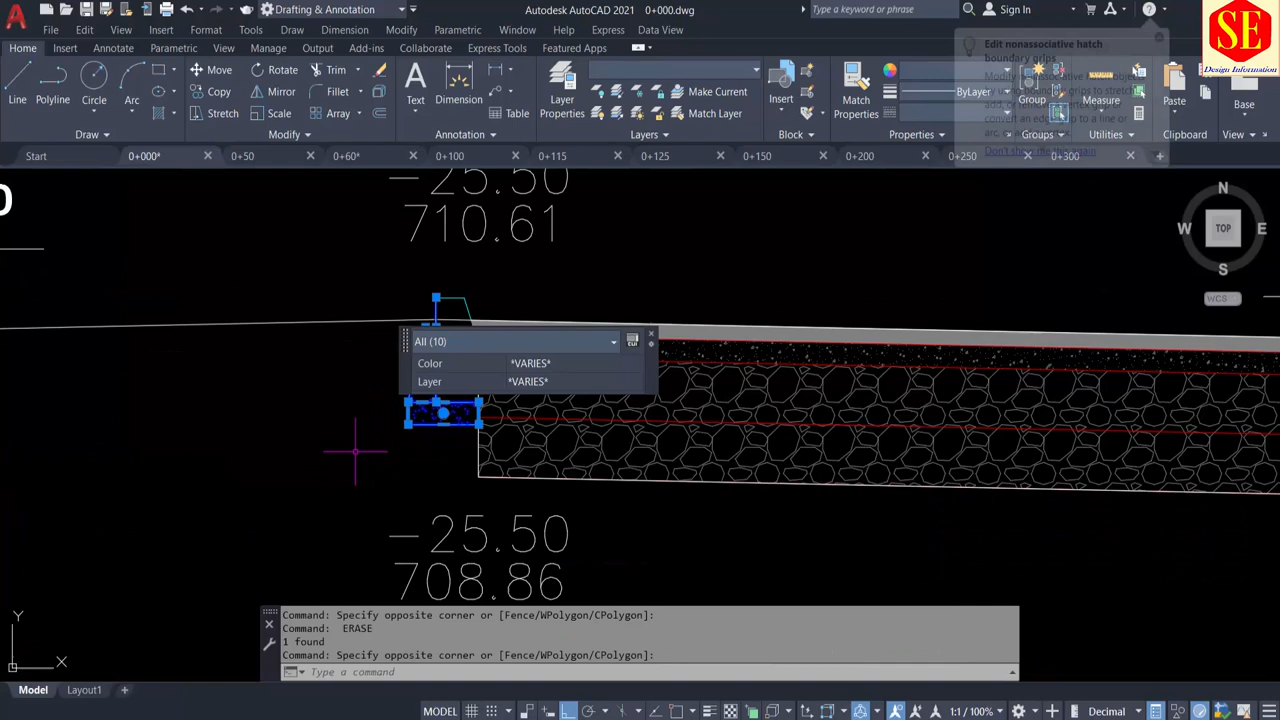 Drafting & Annotation
Autodesk AutoCAD 2021 0+000.dwg
Type a keyword or phrase
Sign In
SE
Design Information
File Edit View Insert Format Tools Draw Dimension Modify Parametric Window Help Express Data View
Home Insert Annotate Parametric View Manage Output Add-ins Collaborate Express Tools Featured Apps
Edit nonassociative hatch
boundary grips
Line Polyline Circle Arc
Move Rotate Trim
Copy Mirror Fillet
Stretch Scale Array
Text Dimension Table
Layer
Properties
Make Current
Match Layer
Insert
Match
Properties
ByLayer
Group
Measure
Paste
Base
Draw Modify Annotation Layers Block Properties Groups Utilities Clipboard View
Don't show me this again
Start 0+000* 0+50 0+60* 0+100 0+115 0+125 0+150 0+200 0+250 0+300
-25.50
710.61
N
W TOP E
S
WCS
All (10)
Color *VARIES*
Layer *VARIES*
CUI
-25.50
708.86
Command: Specify opposite corner or [Fence/WPolygon/CPolygon]:
Command: ERASE
1 found
Command: Specify opposite corner or [Fence/WPolygon/CPolygon]:
Type a command
Y
X
Model Layout1
MODEL 1:1 / 100% Decimal